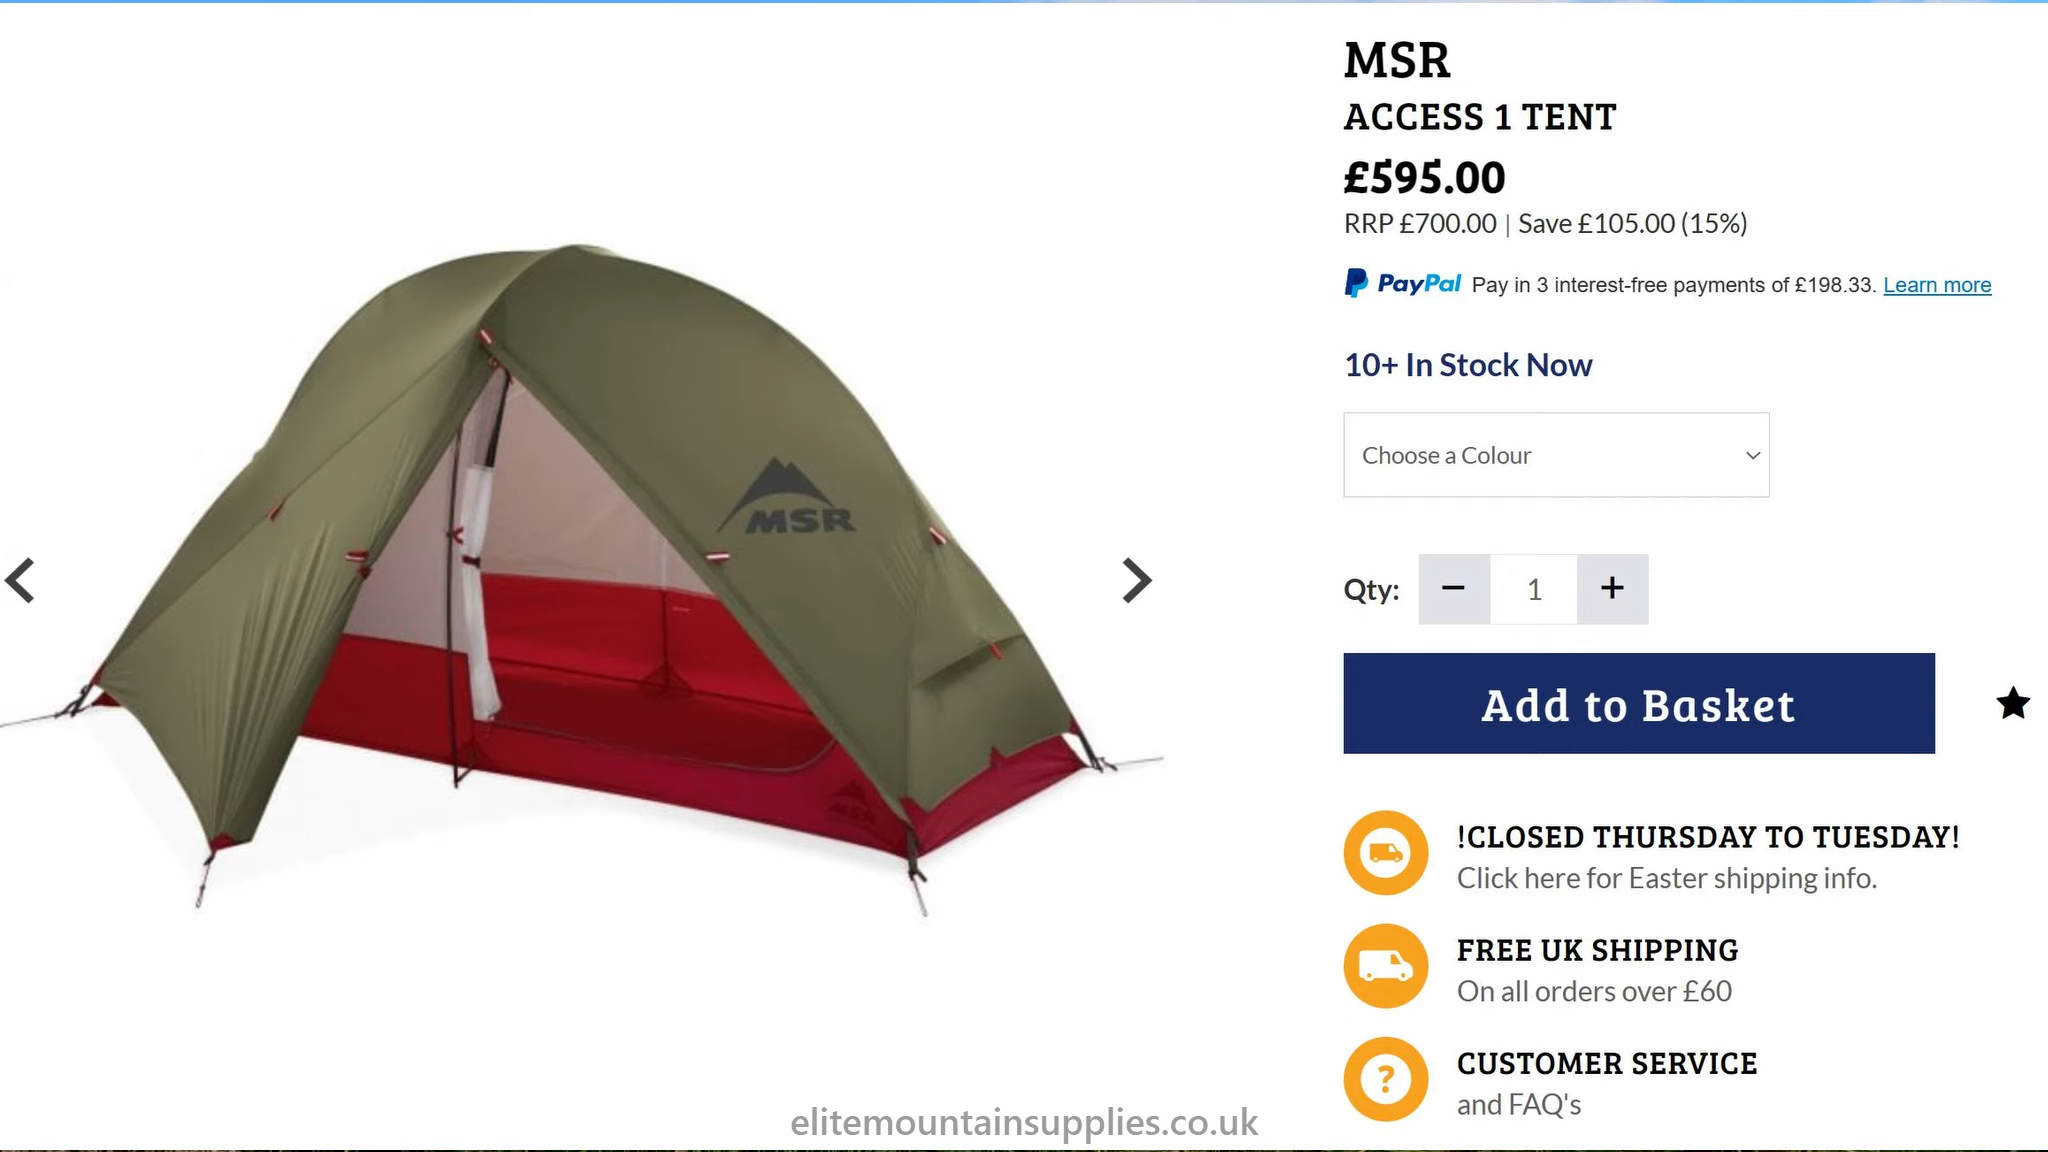 MSR
ACCESS 1 TENT
£595.00
RRP £700.00 | Save £105.00 (15%)
PayPal Pay in 3 interest-free payments of £198.33. Learn more
10+ In Stock Now
Choose a Colour
Qty: − 1 +
Add to Basket
!CLOSED THURSDAY TO TUESDAY!
Click here for Easter shipping info.
FREE UK SHIPPING
On all orders over £60
?
CUSTOMER SERVICE
and FAQ's
MSR
MSR
elitemountainsupplies.co.uk